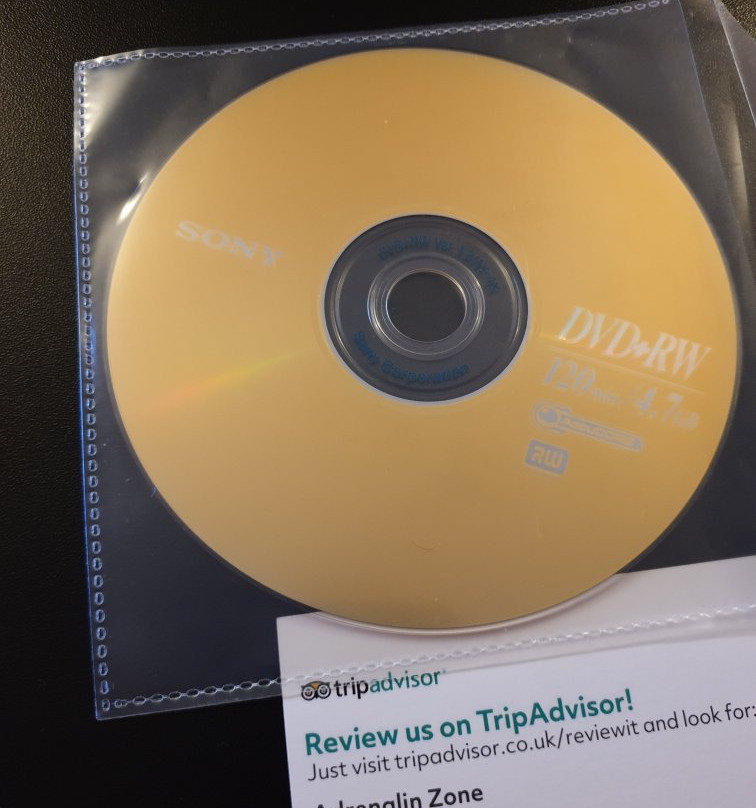 SONY
DVD+RW
120min / 4.7GB
ACCUCORE
RW
Sony Corporation
tripadvisor
Review us on TripAdvisor!
Just visit tripadvisor.co.uk/reviewit and look for:
Adrenalin Zone